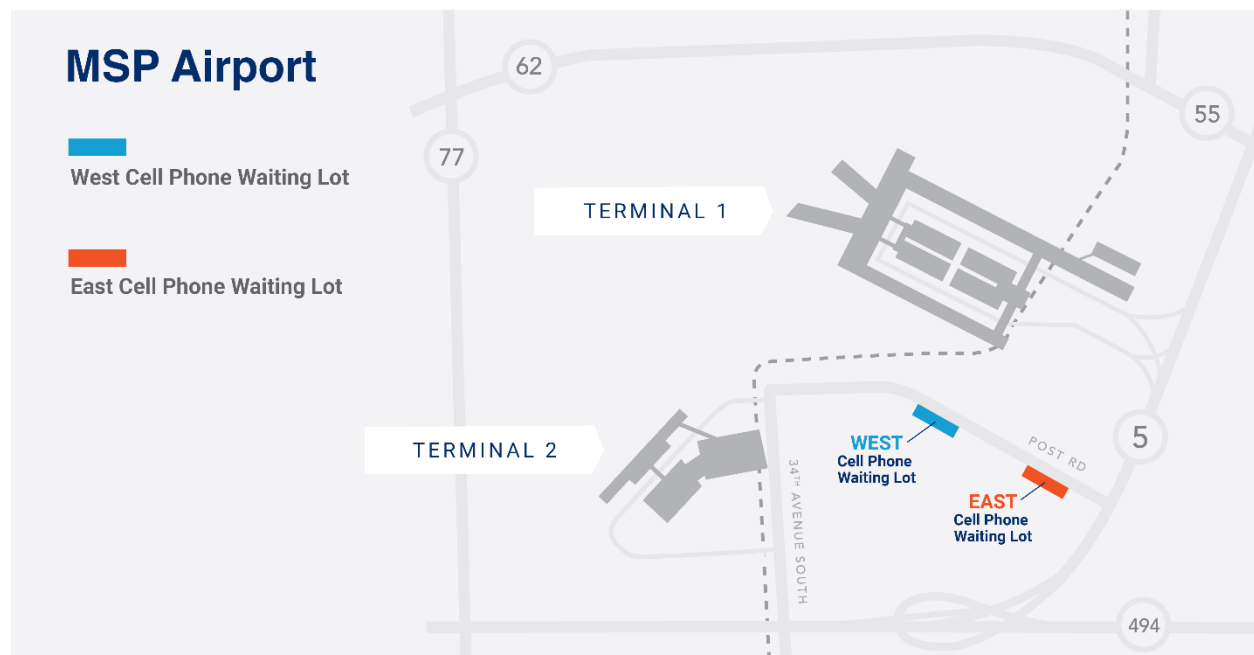 MSP Airport
West Cell Phone Waiting Lot
East Cell Phone Waiting Lot
62
55
77
TERMINAL 1
TERMINAL 2
WEST
Cell Phone
Waiting Lot
POST RD
5
EAST
Cell Phone
Waiting Lot
34TH AVENUE SOUTH
494